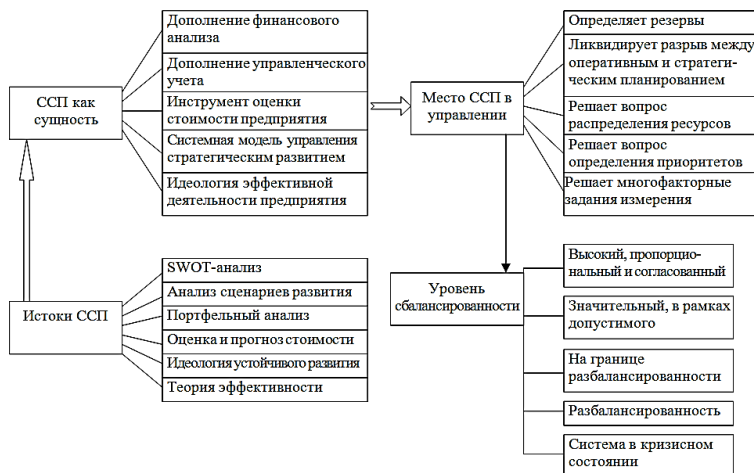 ССП как
сущность
Дополнение финансового
анализа
Дополнение управленческого
учета
Инструмент оценки
стоимости предприятия
Системная модель управления
стратегическим развитием
Идеология эффективной
деятельности предприятия
Место ССП в
управлении
Определяет резервы
Ликвидирует разрыв между
оперативным и стратеги-
ческим планированием
Решает вопрос
распределения ресурсов
Решает вопрос
определения приоритетов
Решает многофакторные
задания измерения
Истоки ССП
SWOT-анализ
Анализ сценариев развития
Портфельный анализ
Оценка и прогноз стоимости
Идеология устойчивого развития
Теория эффективности
Уровень
сбалансированности
Высокий, пропорцио-
нальный и согласованный
Значительный, в рамках
допустимого
На границе
разбалансированности
Разбалансированность
Система в кризисном
состоянии